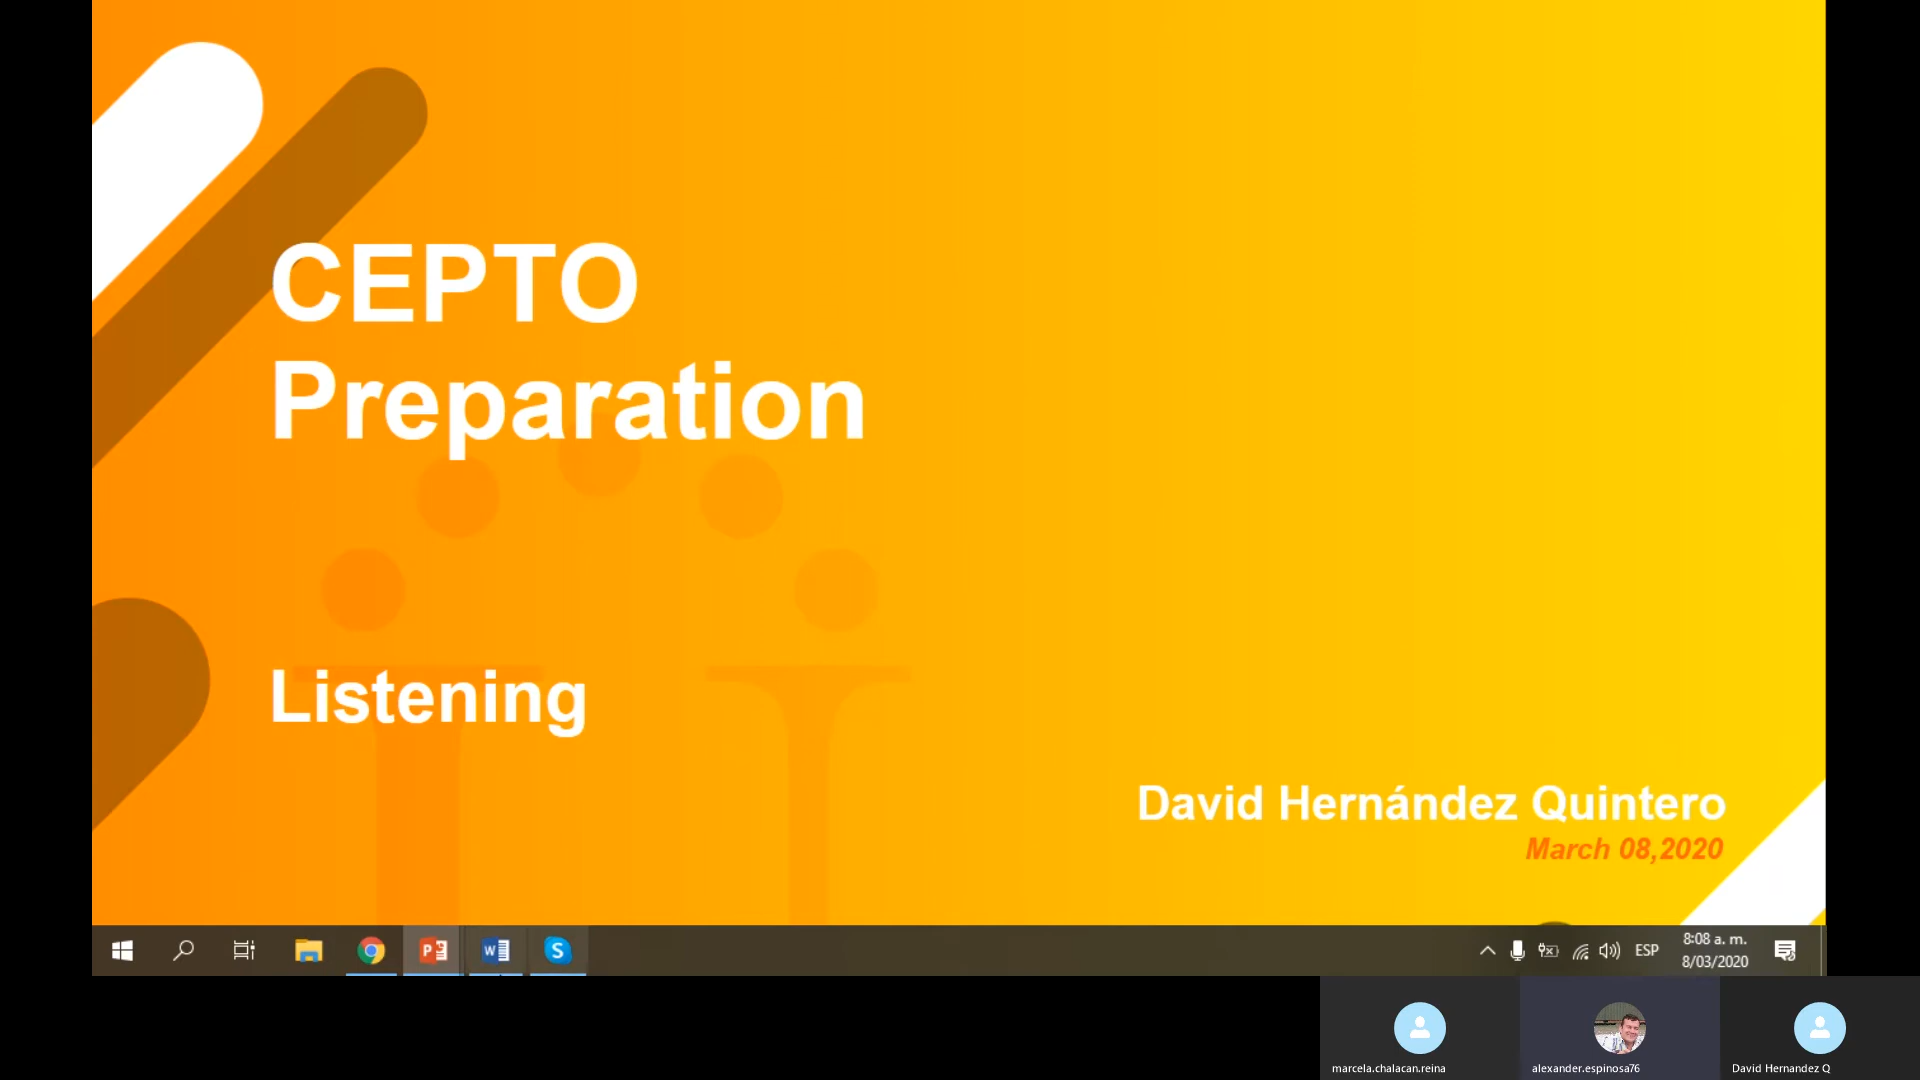 CEPTO
Preparation
Listening
David Hernández Quintero
March 08,2020
ESP
8:08 a. m.
8/03/2020
marcela.chalacan.reina
alexander.espinosa76
David Hernandez Q